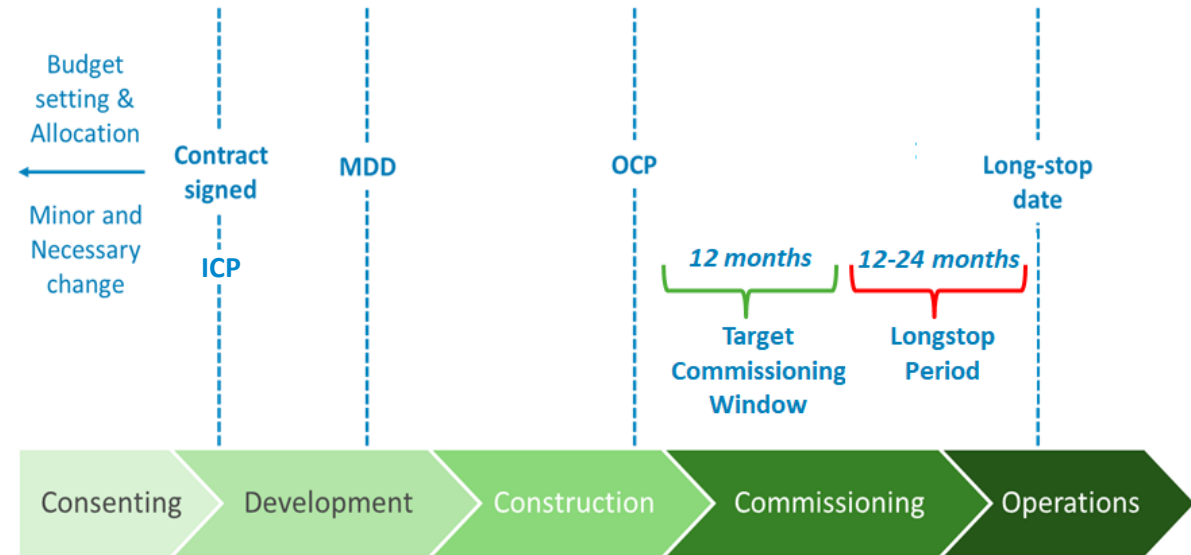 Budget
setting &
Allocation
Minor and
Necessary
change
Contract
signed
ICP
MDD
OCP
Long-stop
date
12 months
12-24 months
Target
Commissioning
Window
Longstop
Period
Consenting
Development
Construction
Commissioning
Operations